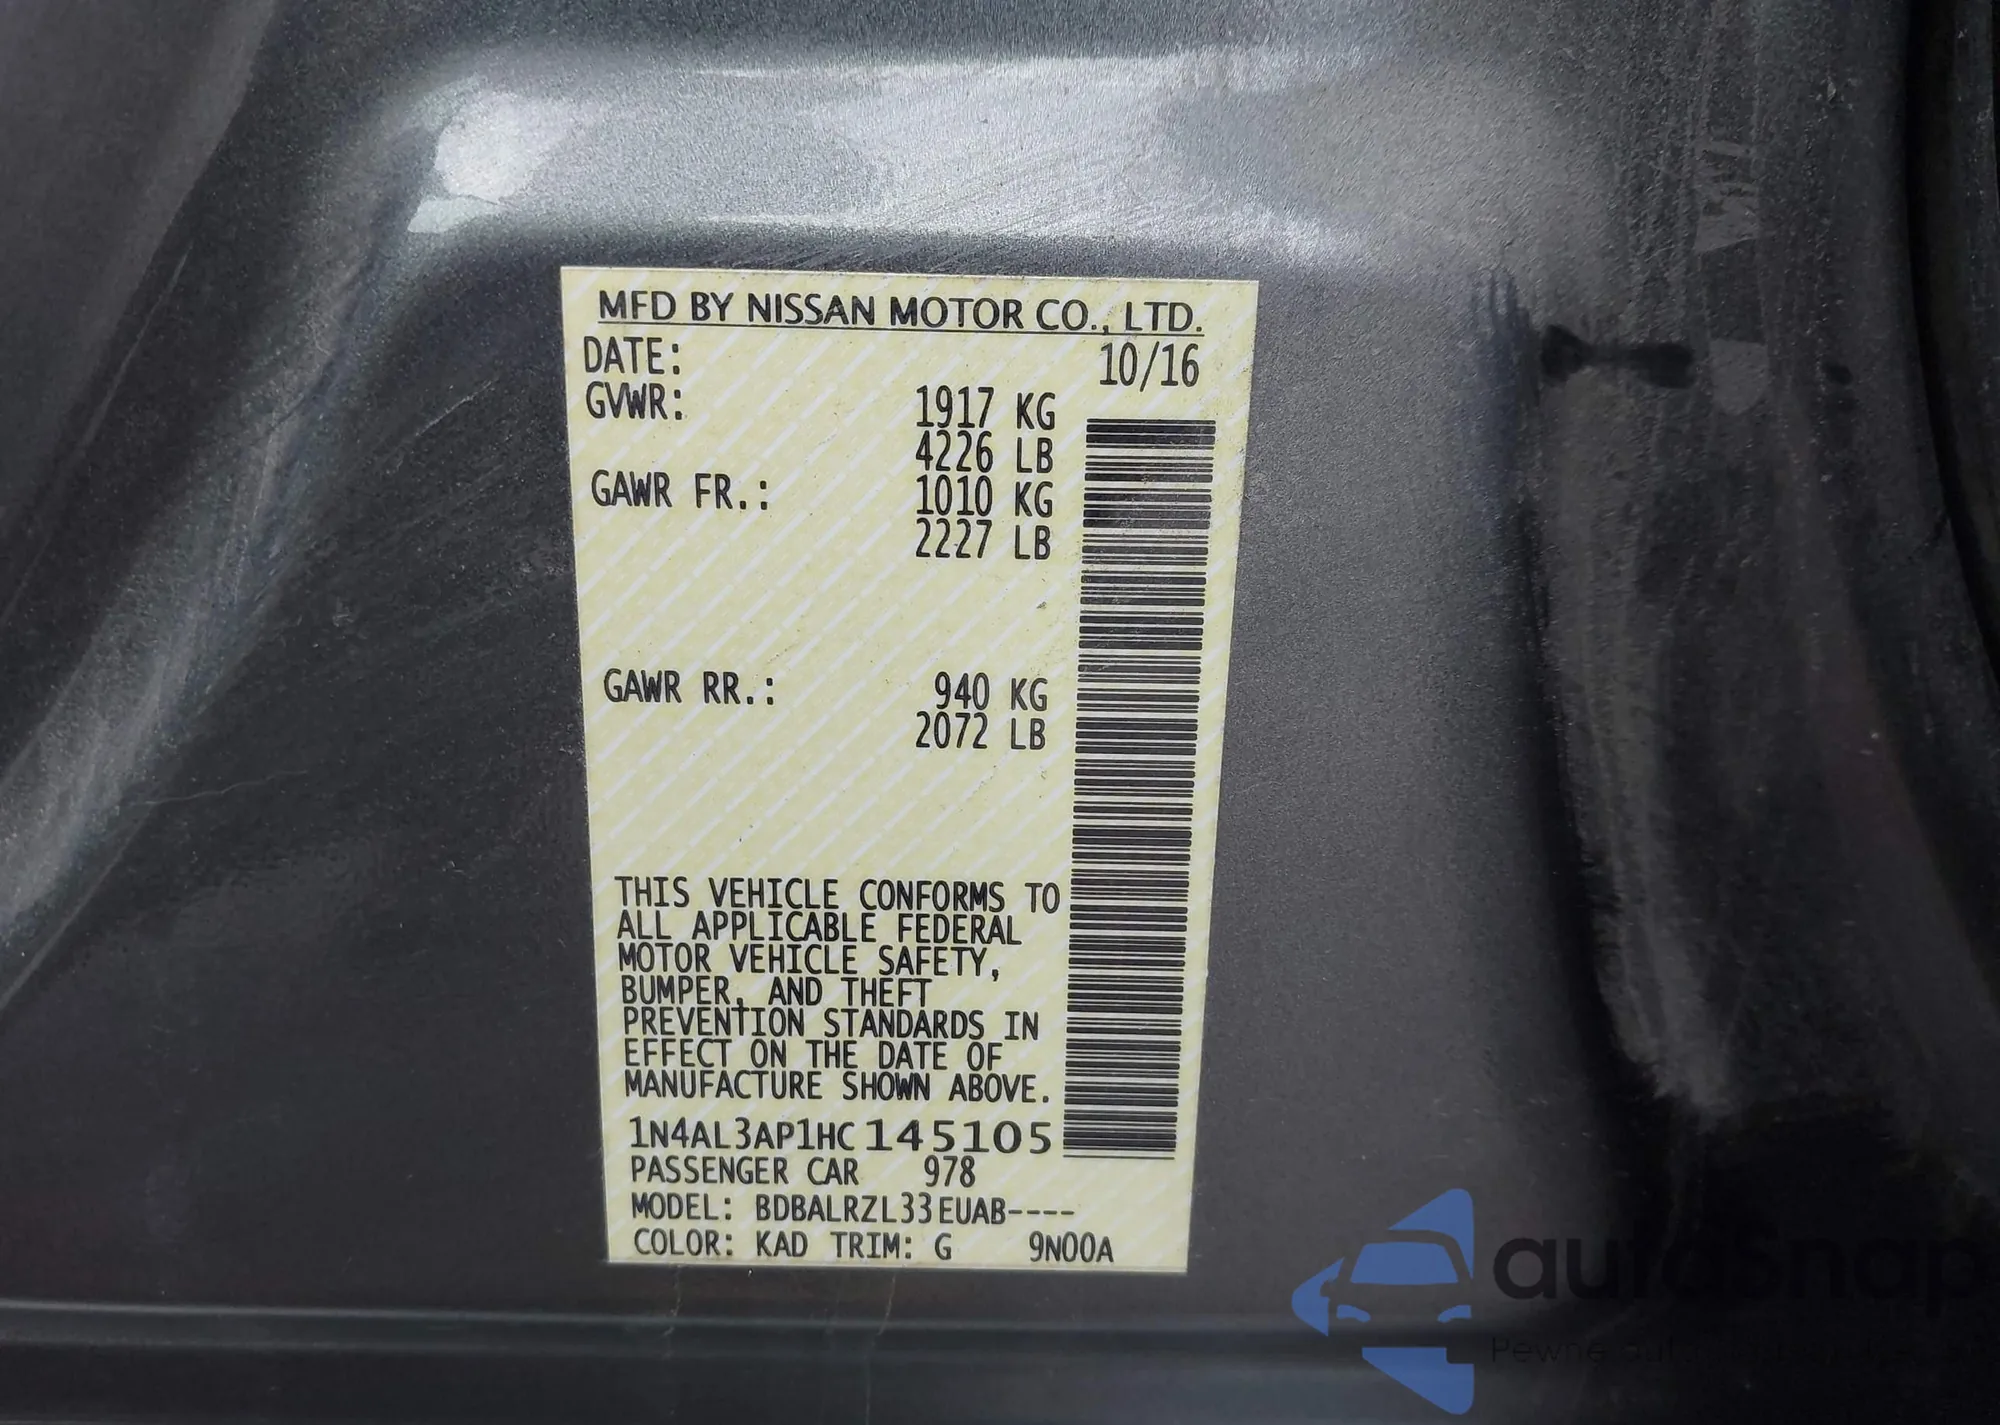 MFD BY NISSAN MOTOR CO., LTD.
DATE: 10/16
GVWR: 1917 KG
4226 LB
GAWR FR.: 1010 KG
2227 LB
GAWR RR.: 940 KG
2072 LB
THIS VEHICLE CONFORMS TO
ALL APPLICABLE FEDERAL
MOTOR VEHICLE SAFETY,
BUMPER, AND THEFT
PREVENTION STANDARDS IN
EFFECT ON THE DATE OF
MANUFACTURE SHOWN ABOVE.
1N4AL3AP1HC145105
PASSENGER CAR 978
MODEL: BDBALRZL33EUAB----
COLOR: KAD TRIM: G 9N00A
autosnap
Pewne